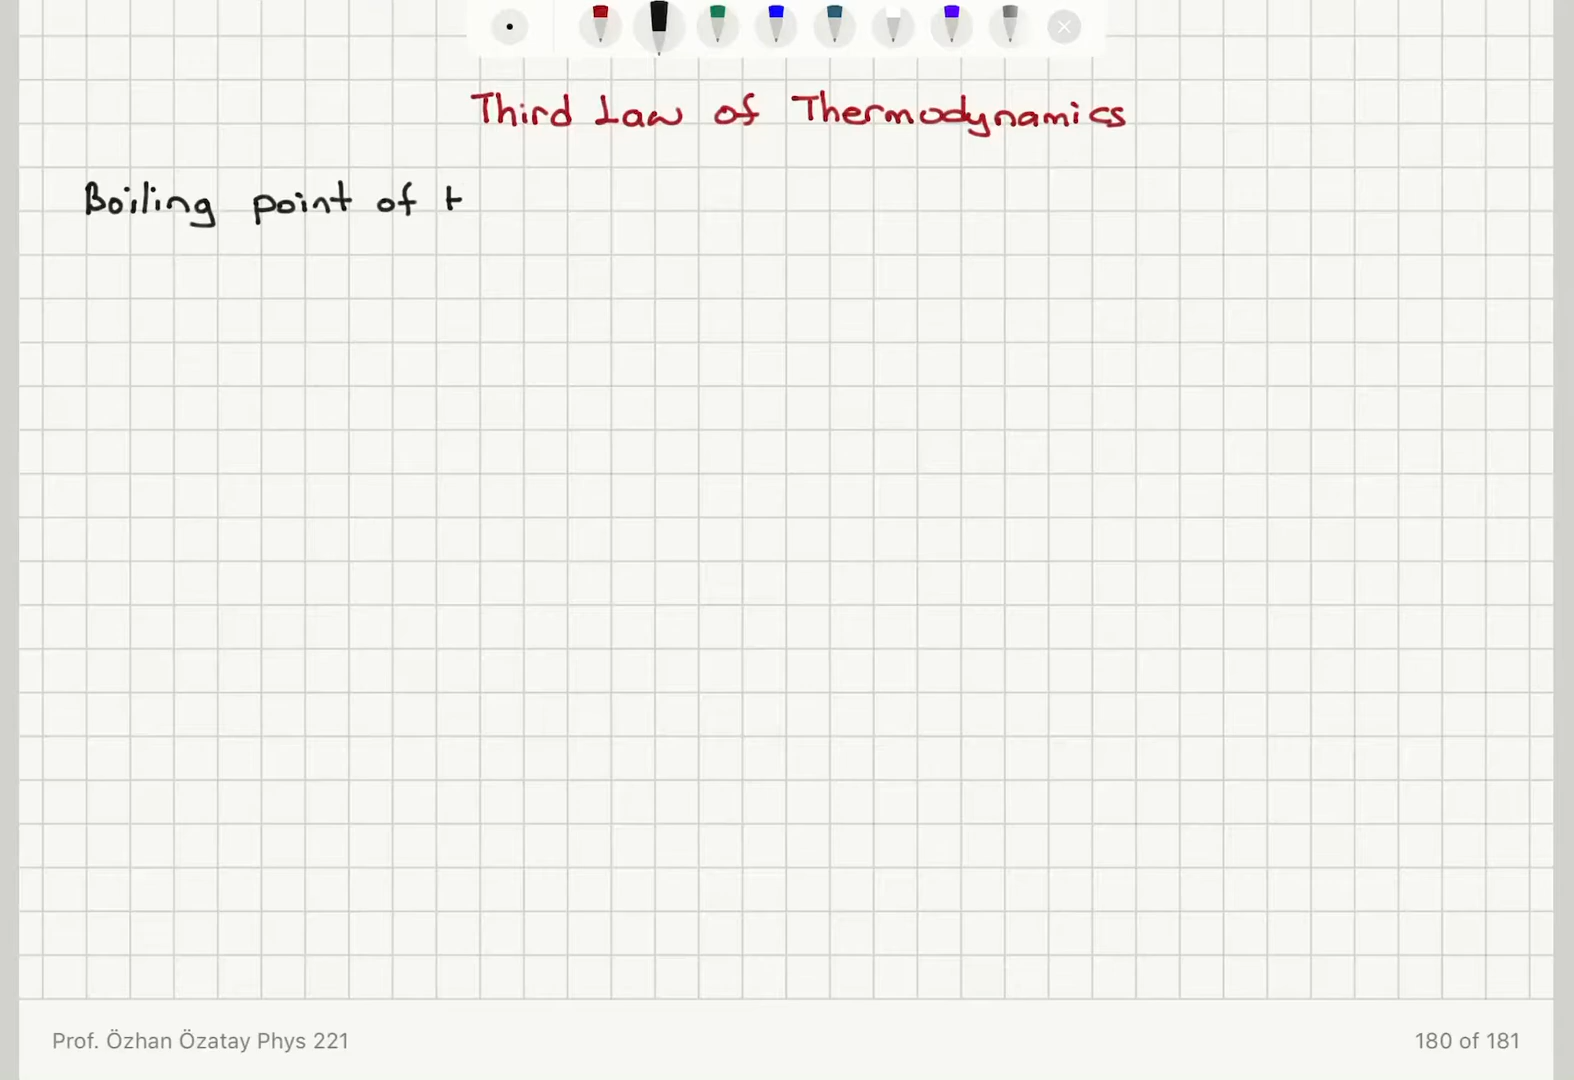 Third Law of Thermodynamics
Boiling point of t
Prof. Özhan Özatay Phys 221
180 of 181